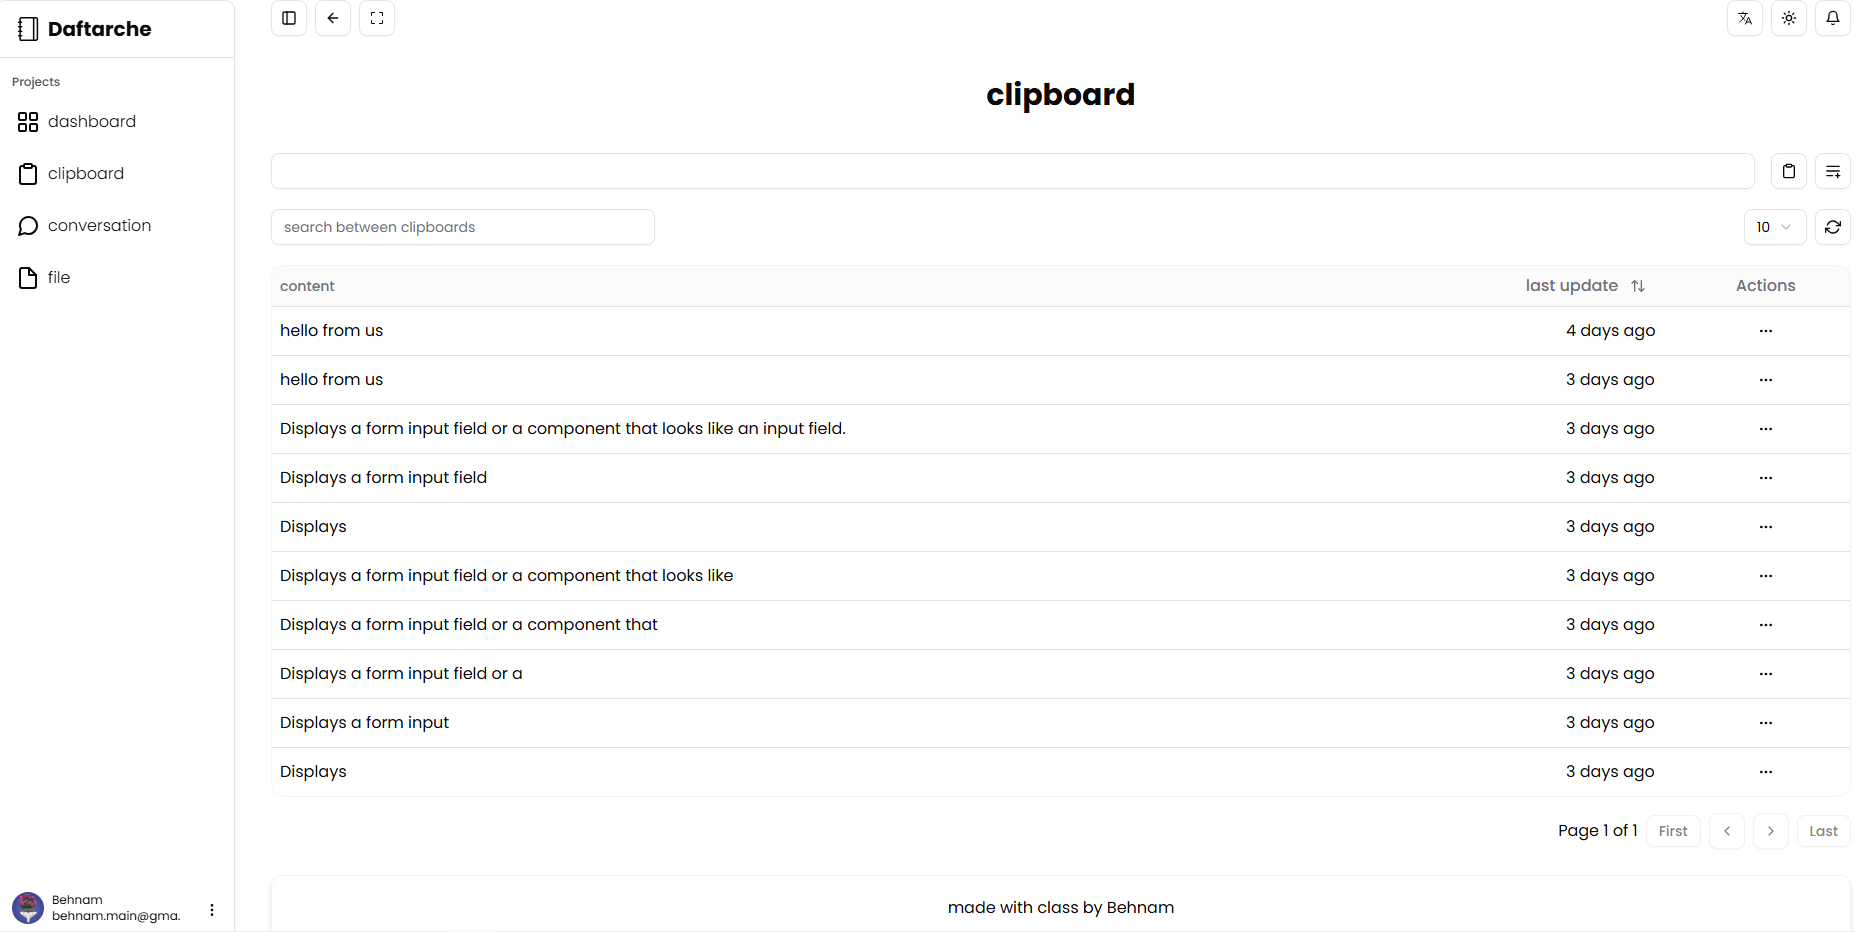 Daftarche
Projects
dashboard
clipboard
conversation
file
Behnam
behnam.main@gma.
clipboard
search between clipboards
10
content last update Actions
hello from us 4 days ago
hello from us 3 days ago
Displays a form input field or a component that looks like an input field. 3 days ago
Displays a form input field 3 days ago
Displays 3 days ago
Displays a form input field or a component that looks like 3 days ago
Displays a form input field or a component that 3 days ago
Displays a form input field or a 3 days ago
Displays a form input 3 days ago
Displays 3 days ago
Page 1 of 1 First Last
made with class by Behnam